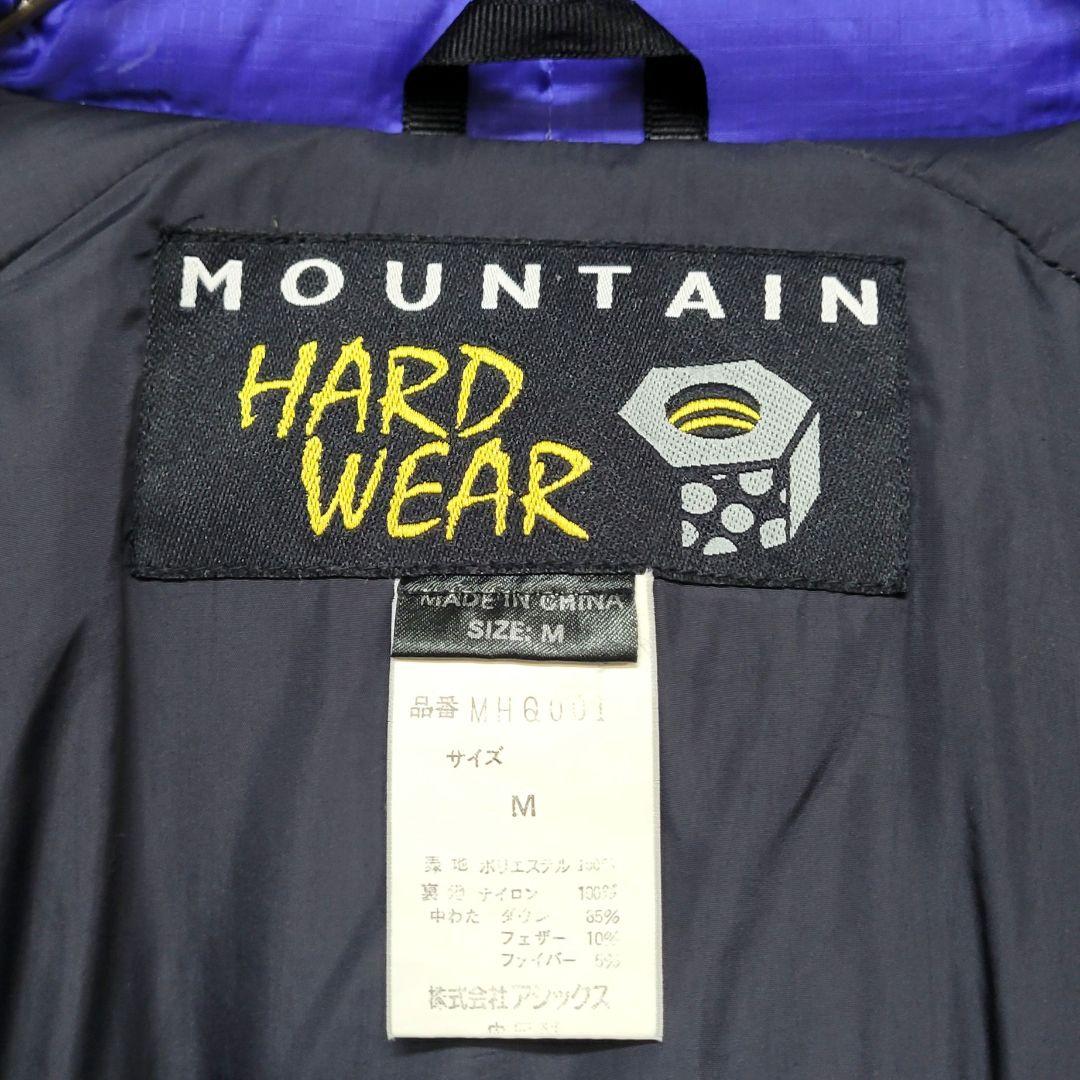 MOUNTAIN
HARD
WEAR
MADE IN CHINA
SIZE: M
品番 MHQ001
サイズ
M
表地 ポリエステル 100%
裏 ナイロン 100%
中わた ダウン 85%
フェザー 10%
ファイバー 5%
株式会社アシックス